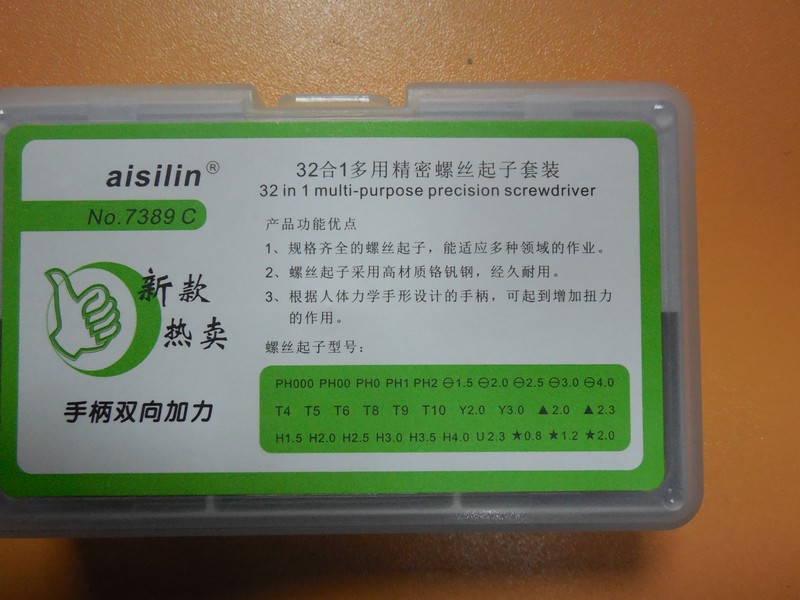 aisilin®
No.7389 C
新款
热卖
手柄双向加力
32合1多用精密螺丝起子套装
32 in 1 multi-purpose precision screwdriver
产品功能优点
1、规格齐全的螺丝起子，能适应多种领域的作业。
2、螺丝起子采用高材质铬钒钢，经久耐用。
3、根据人体力学手形设计的手柄，可起到增加扭力
的作用。
螺丝起子型号：
PH000 PH00 PH0 PH1 PH2 ⊖1.5 ⊖2.0 ⊖2.5 ⊖3.0 ⊖4.0
T4 T5 T6 T8 T9 T10 Y2.0 Y3.0 ▲2.0 ▲2.3
H1.5 H2.0 H2.5 H3.0 H3.5 H4.0 U2.3 ★0.8 ★1.2 ★2.0